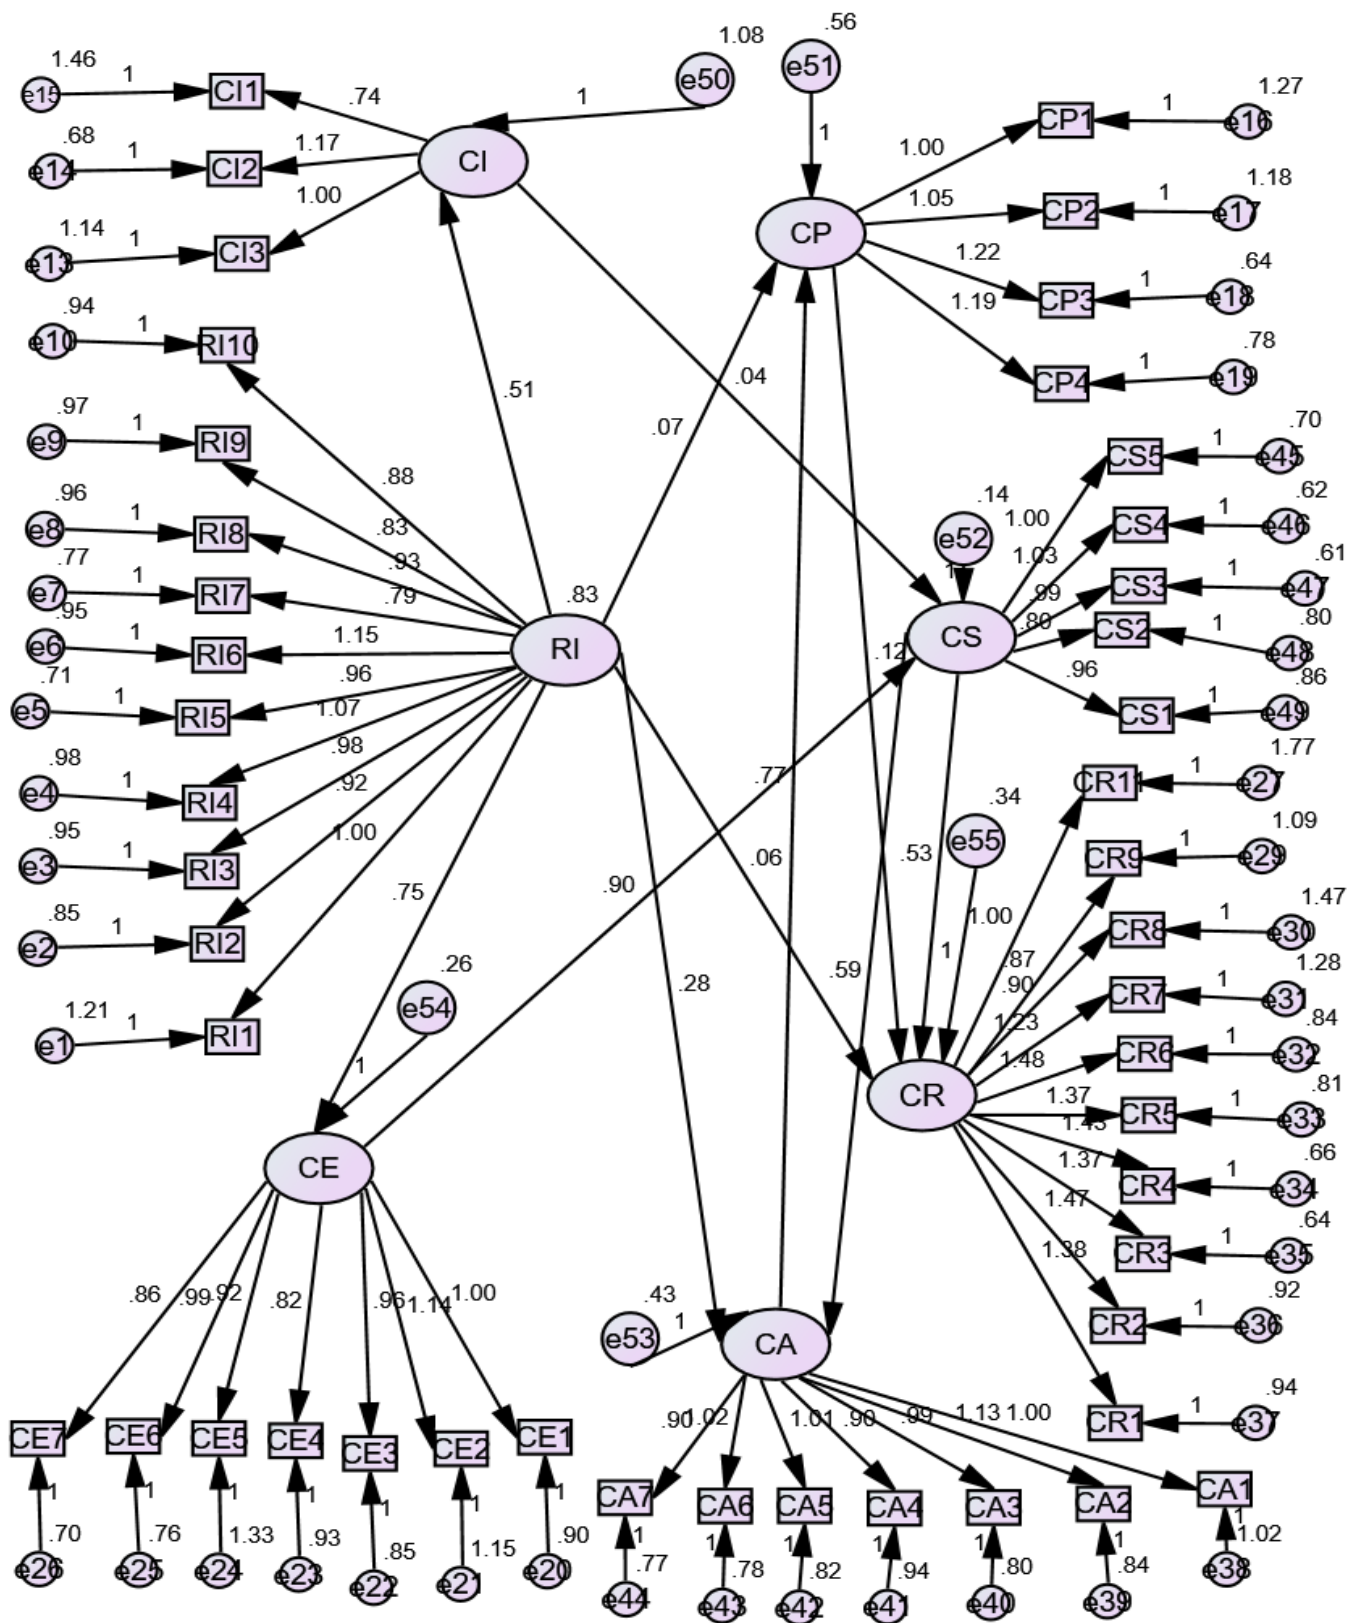 1.46
e15
1
CI1
.74
1.08
e50
1
.56
e51
1
1.27
e16
1
CP1
1.00
.68
e14
1
CI2
1.17
CI
1.05
CP2
1
1.18
e17
1.14
e13
1
CI3
1.00
CP
1.22
CP3
1
.64
e18
.94
e10
1
RI10
1.19
CP4
1
.78
e19
.51
.04
.07
.97
e9
1
RI9
.88
CS5
1
.70
e45
.96
e8
1
RI8
.83
.14
e52
1.00
CS4
1
.62
e46
.77
e7
1
RI7
.93
.79
.83
1
1.03
.99
CS3
1
.61
e47
.95
e6
1
RI6
1.15
RI
CS
.80
CS2
1
.80
e48
.71
e5
1
RI5
.96
.12
.96
CS1
1
.86
e49
.98
e4
1
RI4
1.07
.77
CR11
1
1.77
e27
.95
e3
1
RI3
.98
.92
.34
e55
CR9
1
1.09
e29
.85
e2
1
RI2
1.00
.75
.90
.06
.53
1.00
CR8
1
1.47
e30
1.21
e1
1
RI1
.26
e54
.28
.59
1
.87
.90
CR7
1
1.28
e31
1.23
CR6
1
.84
e32
1
1.48
CR
1.37
CR5
1
.81
e33
1.43
CE
1.37
CR4
1
.66
e34
1.47
CR3
1
.64
e35
1.38
CR2
1
.92
e36
.86
.99
.92
.82
.96
1.14
1.00
.43
e53
1
CA
CR1
1
.94
e37
CE7
CE6
CE5
CE4
CE3
CE2
CE1
.90
1.02
1.01
.90
.99
1.13
1.00
CA7
CA6
CA5
CA4
CA3
CA2
CA1
1
1
1
1
1
1
1
1
1
1
1
1
1
1
.70
.76
1.33
.93
.85
1.15
.90
.77
.78
.82
.94
.80
.84
1.02
e26
e25
e24
e23
e22
e21
e20
e44
e43
e42
e41
e40
e39
e38